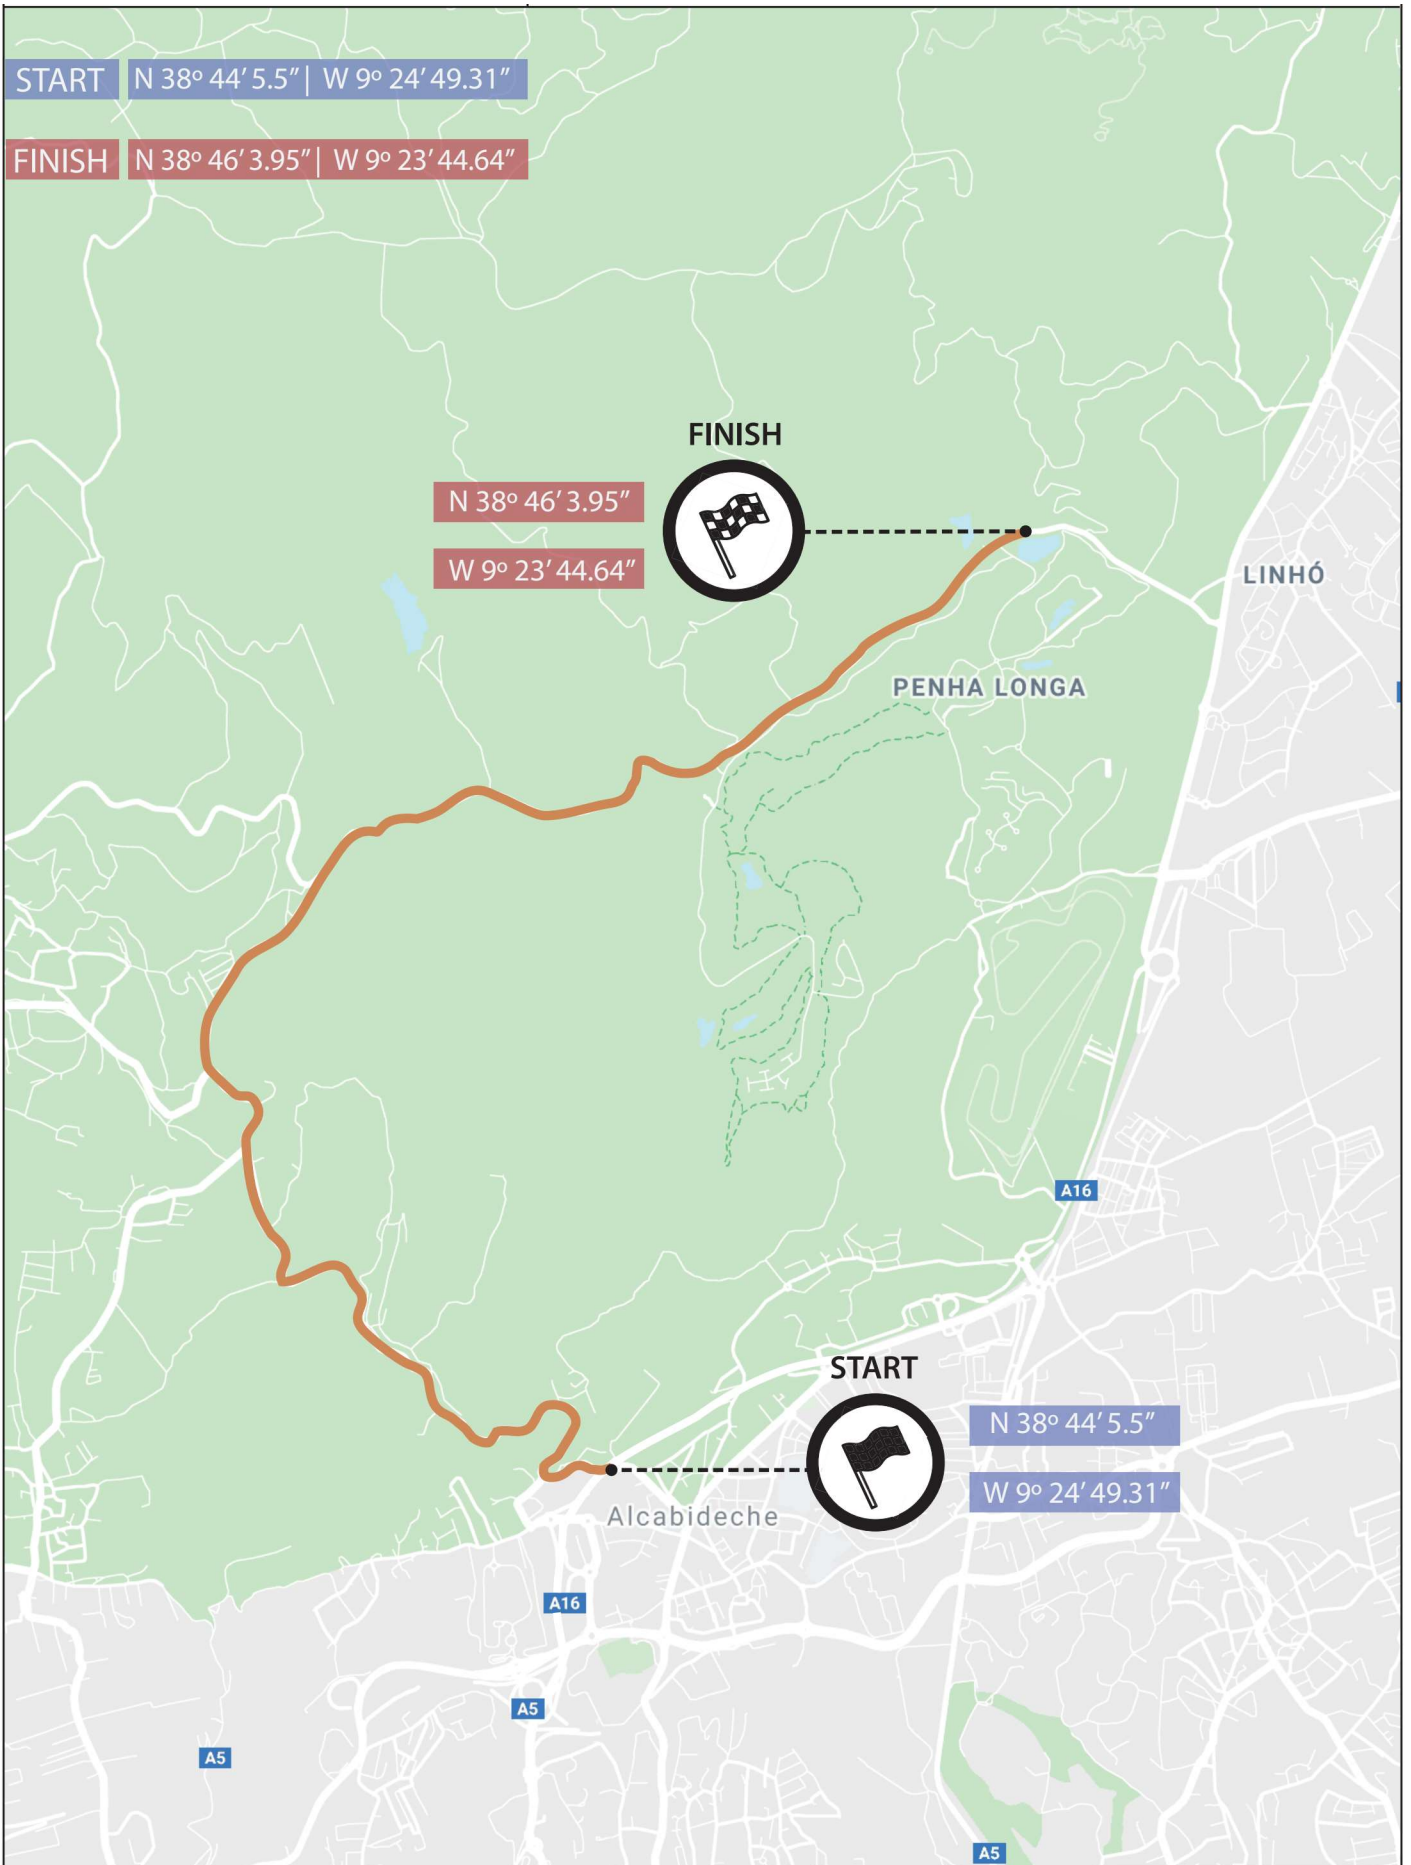 START N 38º 44’ 5.5” | W 9º 24’ 49.31”
FINISH N 38º 46’ 3.95” | W 9º 23’ 44.64”
FINISH
N 38º 46’ 3.95”
W 9º 23’ 44.64”
LINHÓ
PENHA LONGA
A16
START
N 38º 44’ 5.5”
W 9º 24’ 49.31”
Alcabideche
A16
A5
A5
A5